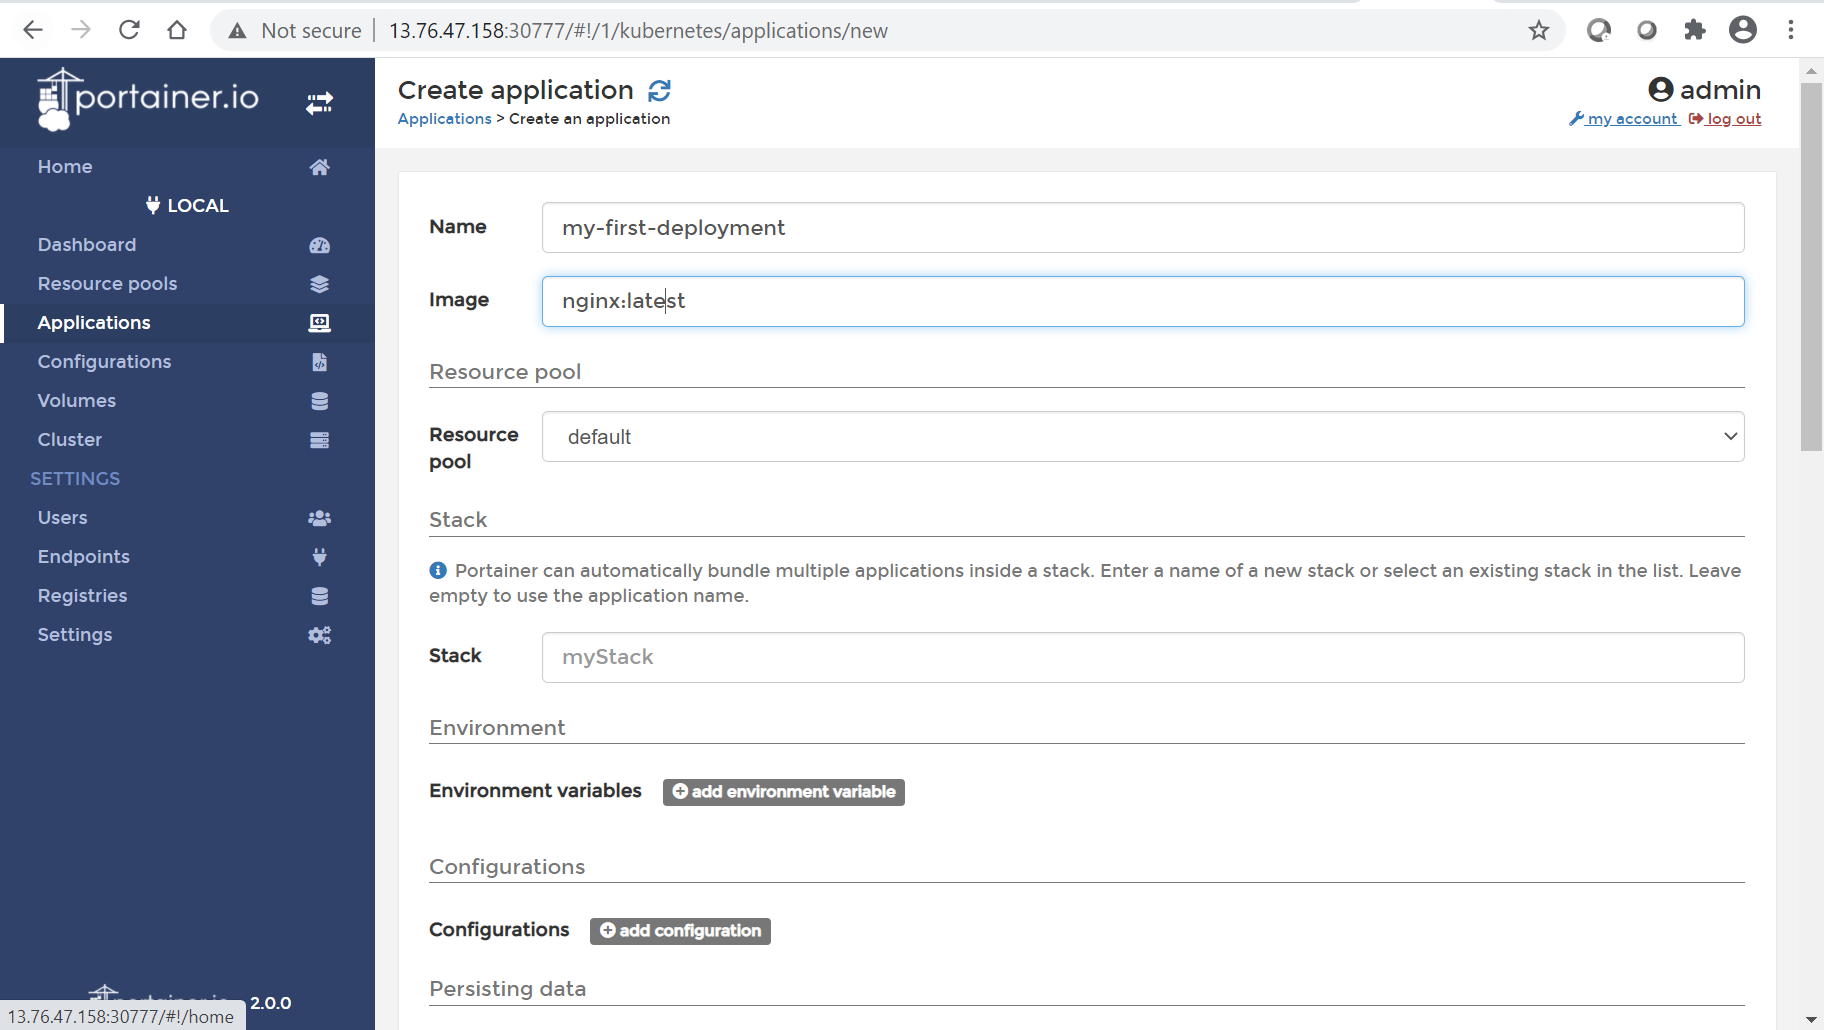 Not secure | 13.76.47.158:30777/#!/1/kubernetes/applications/new
portainer.io
Home
LOCAL
Dashboard
Resource pools
Applications
Configurations
Volumes
Cluster
SETTINGS
Users
Endpoints
Registries
Settings
2.0.0
13.76.47.158:30777/#!/home
Create application
Applications > Create an application
admin
my account log out
Name my-first-deployment
Image nginx:latest
Resource pool
Resource pool default
Stack
Portainer can automatically bundle multiple applications inside a stack. Enter a name of a new stack or select an existing stack in the list. Leave
empty to use the application name.
Stack myStack
Environment
Environment variables add environment variable
Configurations
Configurations add configuration
Persisting data